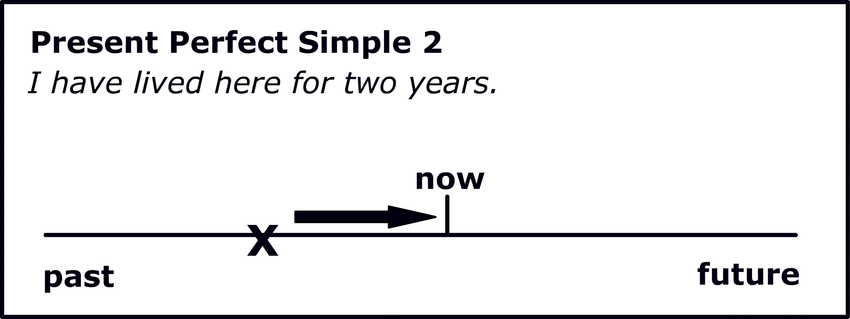 Present Perfect Simple 2
I have lived here for two years.
now
X
past
future